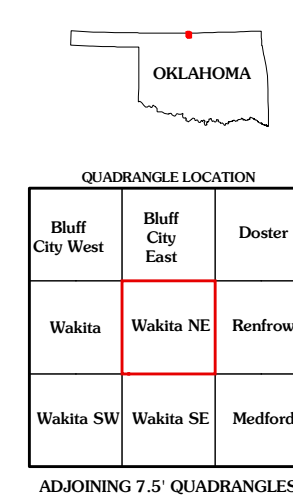 OKLAHOMA
QUADRANGLE LOCATION
Bluff
City West
Bluff
City
East
Doster
Wakita
Wakita NE
Renfrow
Wakita SW
Wakita SE
Medford
ADJOINING 7.5' QUADRANGLES